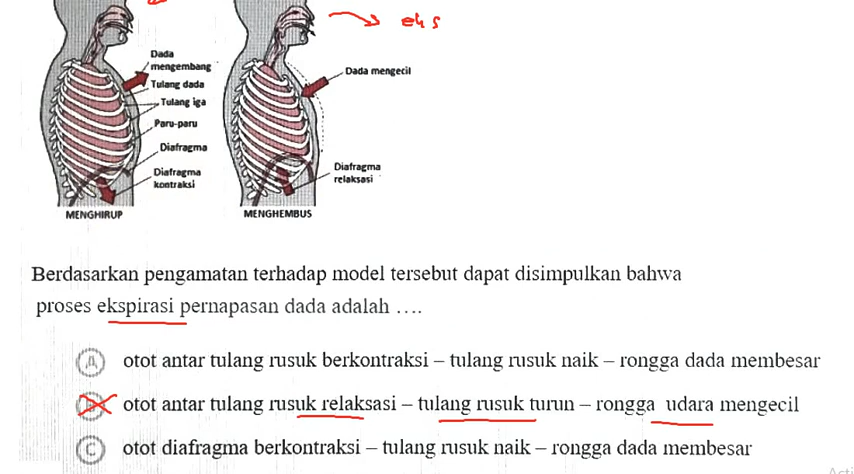 eks
Dada
mengembang
Tulang dada
Tulang iga
Paru-paru
Diafragma
Diafragma
kontraksi
MENGHIRUP
Dada mengecil
Diafragma
relaksasi
MENGHEMBUS
Berdasarkan pengamatan terhadap model tersebut dapat disimpulkan bahwa
proses ekspirasi pernapasan dada adalah ....
A otot antar tulang rusuk berkontraksi – tulang rusuk naik – rongga dada membesar
otot antar tulang rusuk relaksasi – tulang rusuk turun – rongga udara mengecil
C otot diafragma berkontraksi – tulang rusuk naik – rongga dada membesar